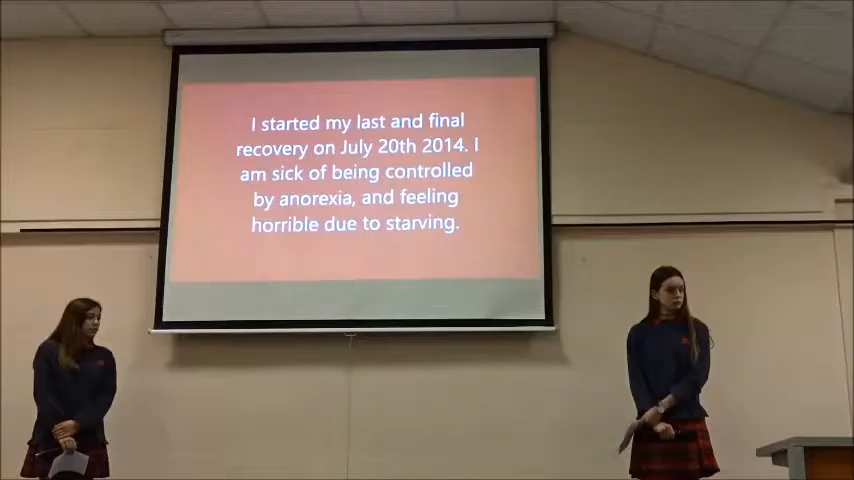 I started my last and final
recovery on July 20th 2014. I
am sick of being controlled
by anorexia, and feeling
horrible due to starving.